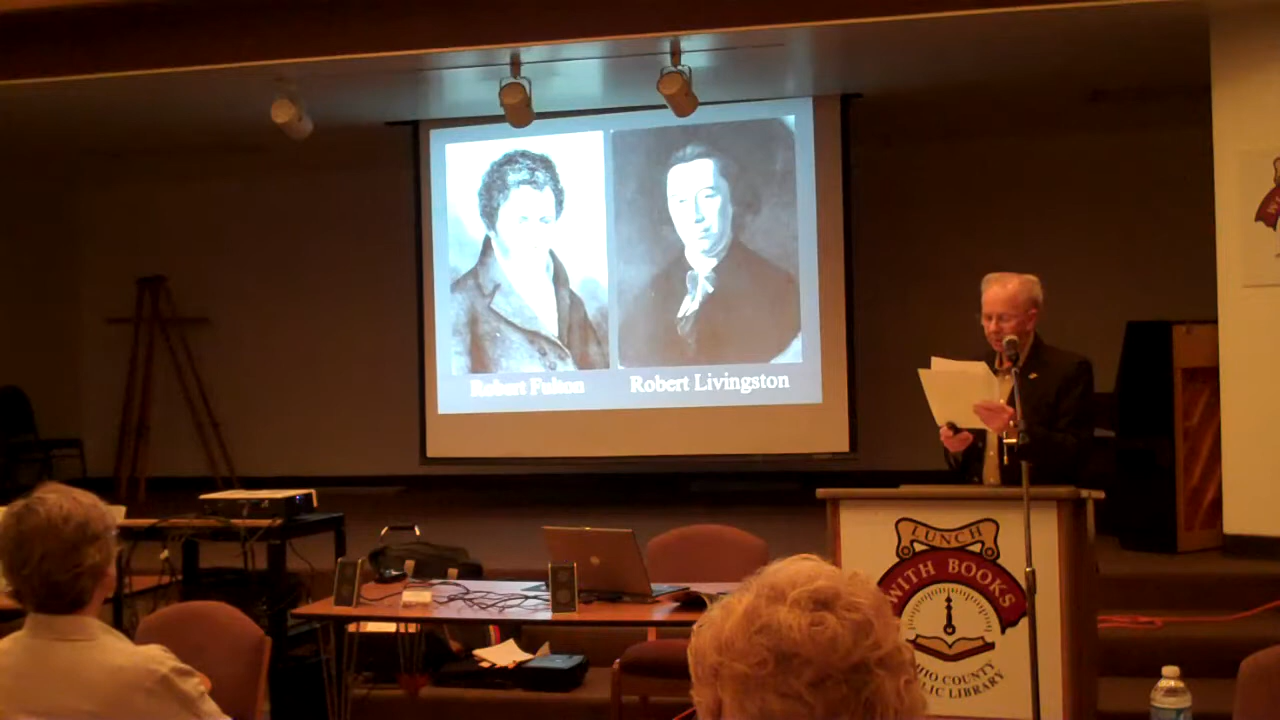 Robert Fulton
Robert Livingston
LUNCH
WITH BOOKS
OHIO COUNTY
PUBLIC LIBRARY